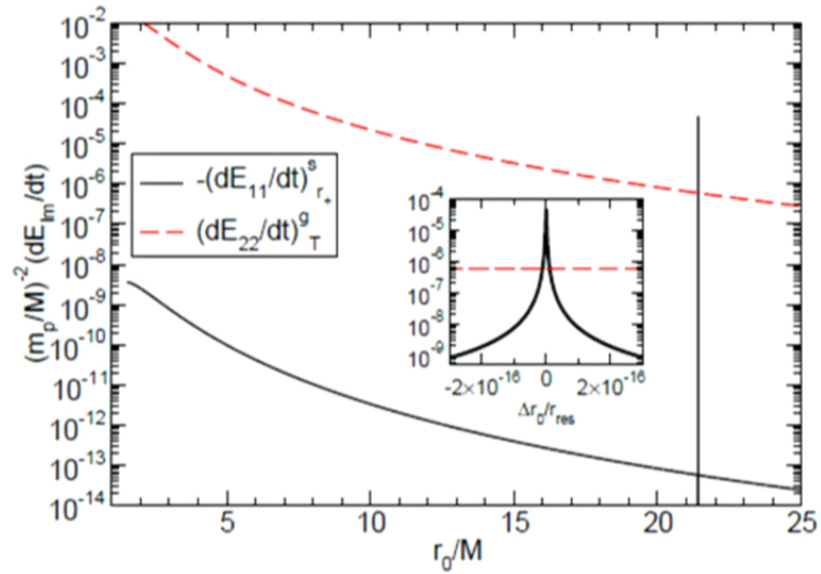 10^-2
10^-3
10^-4
10^-5
10^-6
10^-7
10^-8
10^-9
10^-10
10^-11
10^-12
10^-13
10^-14
(m_p/M)^-2 (dE_lm/dt)
-(dE_11/dt)^s_r_+
(dE_22/dt)^g_T
10^-4
10^-5
10^-6
10^-7
10^-8
10^-9
-2×10^-16 0 2×10^-16
Δr_0/r_res
5 10 15 20 25
r_0/M